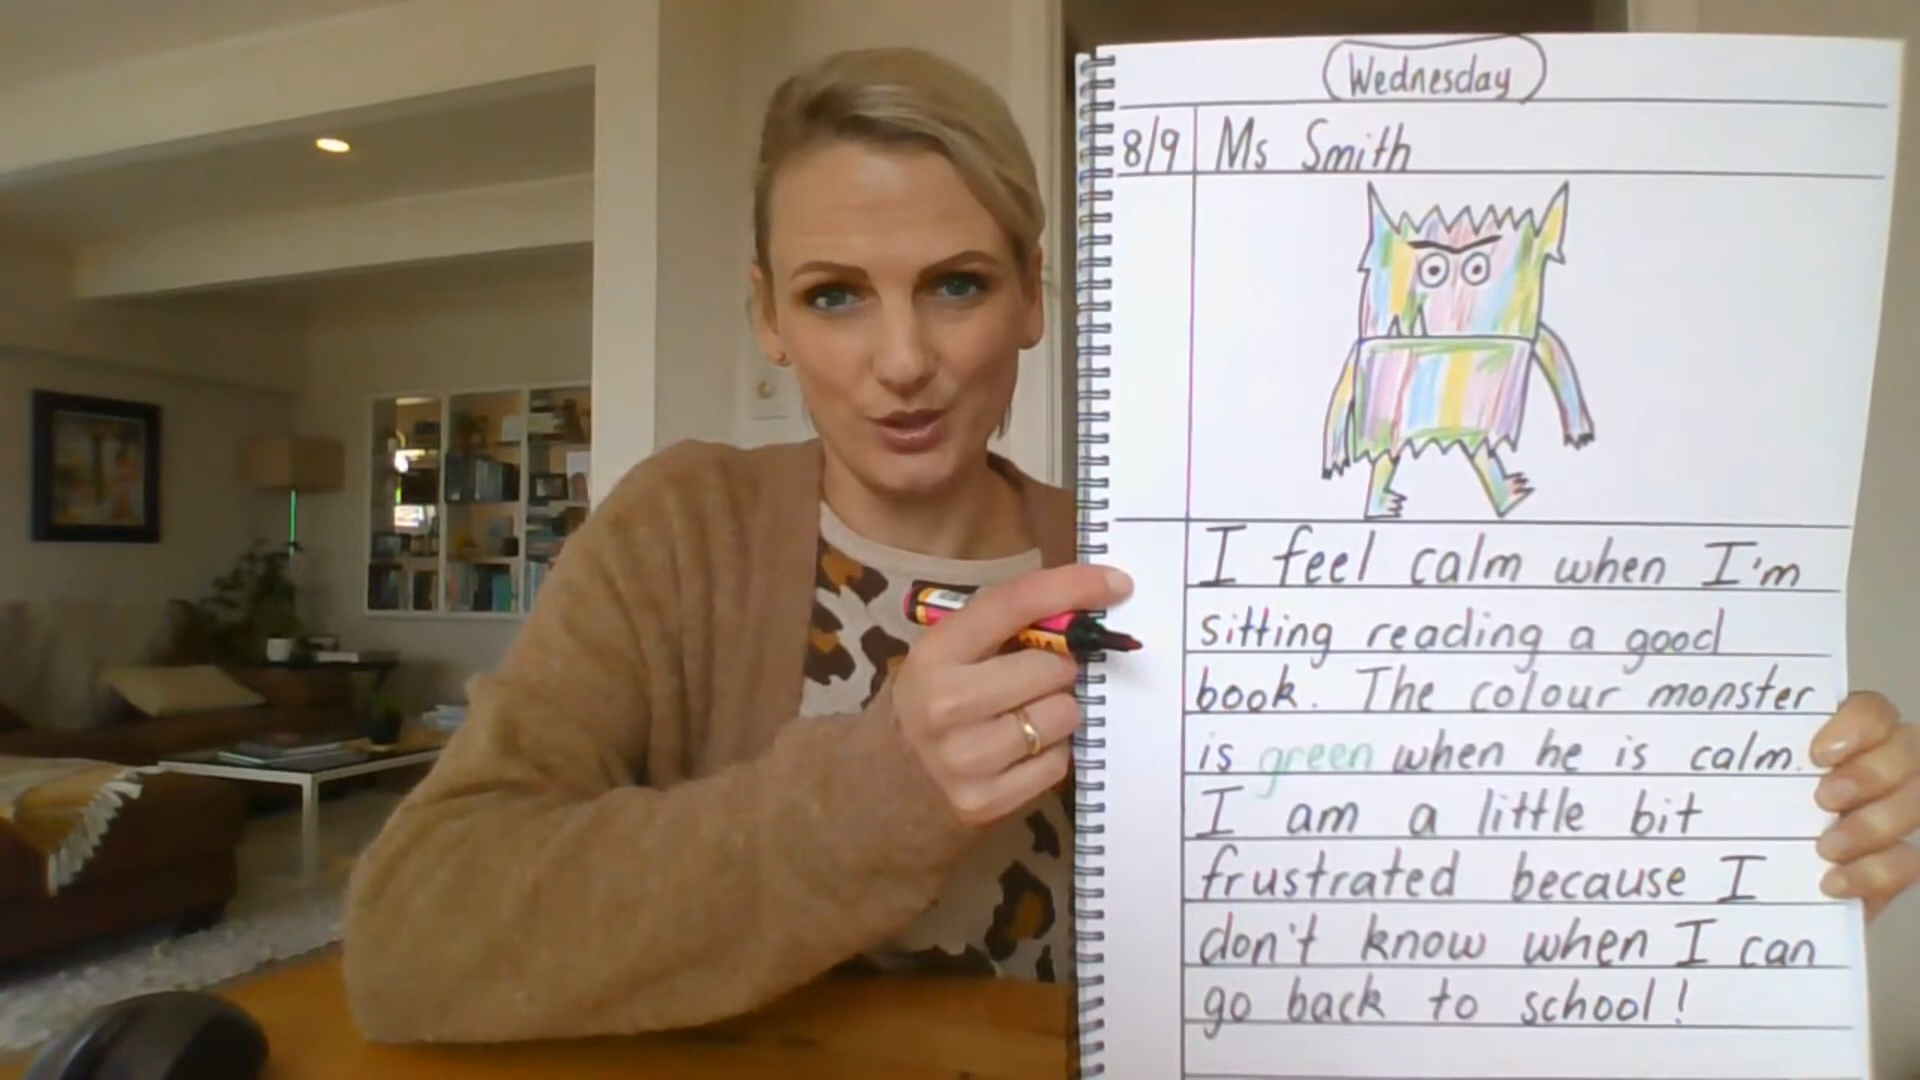 Wednesday
8/9 Ms Smith
I feel calm when I'm
sitting reading a good
book. The colour monster
is green when he is calm.
I am a little bit
frustrated because I
don't know when I can
go back to school!